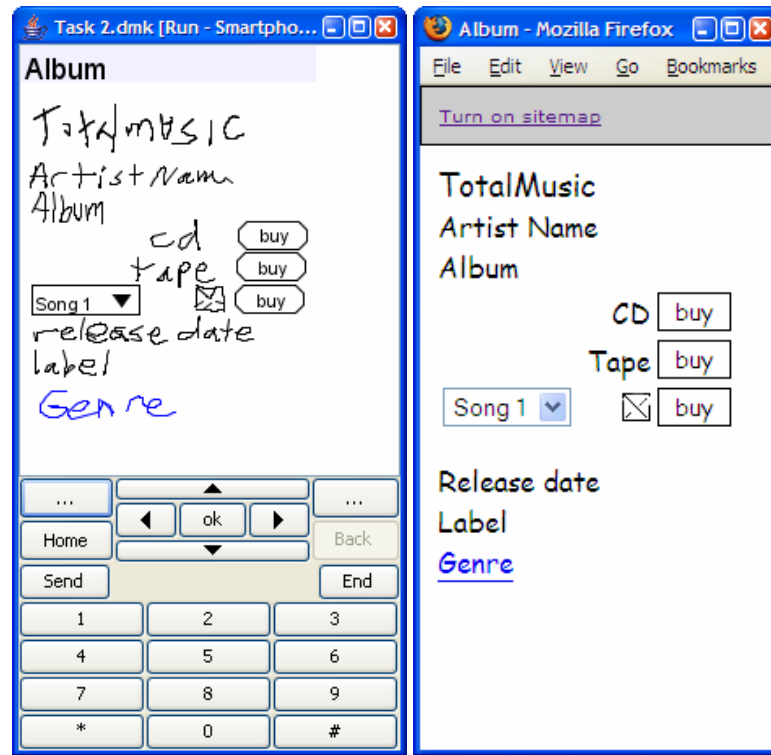 Task 2.dmk [Run - Smartpho...
Album
Totalmusic
Artist Nam
Album
cd buy
tape buy
Song 1 buy
release date
label
Genre
... ...
ok
Home Back
Send End
1 2 3
4 5 6
7 8 9
* 0 #
Album - Mozilla Firefox
File Edit View Go Bookmarks
Turn on sitemap
TotalMusic
Artist Name
Album
CD buy
Tape buy
Song 1 buy
Release date
Label
Genre